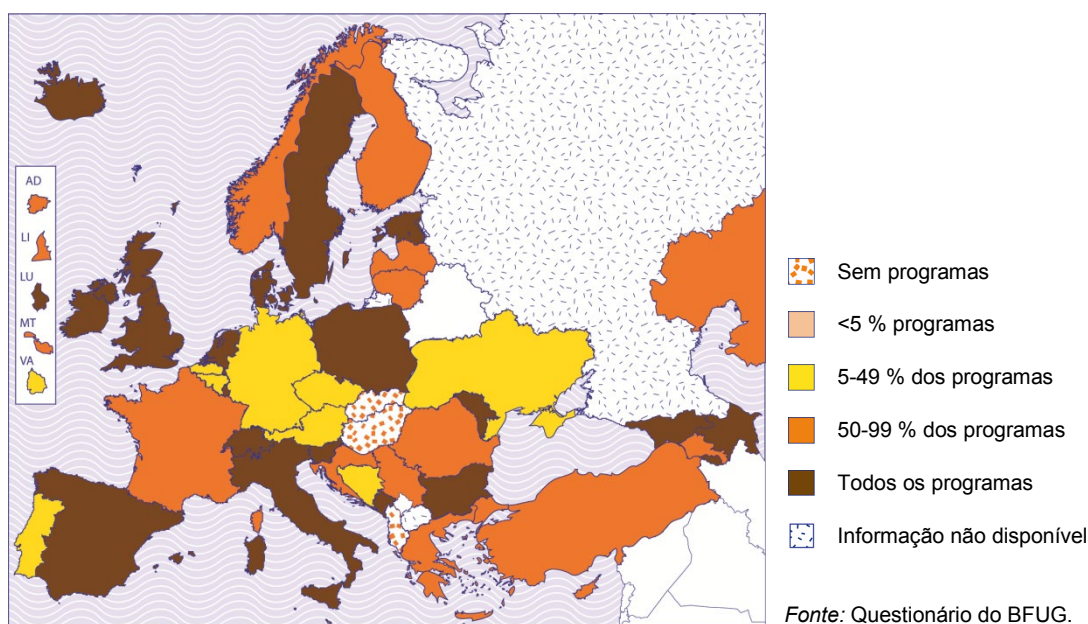 AD
LI
LU
MT
VA
Sem programas
<5 % programas
5-49 % dos programas
50-99 % dos programas
Todos os programas
Informação não disponível
Fonte: Questionário do BFUG.